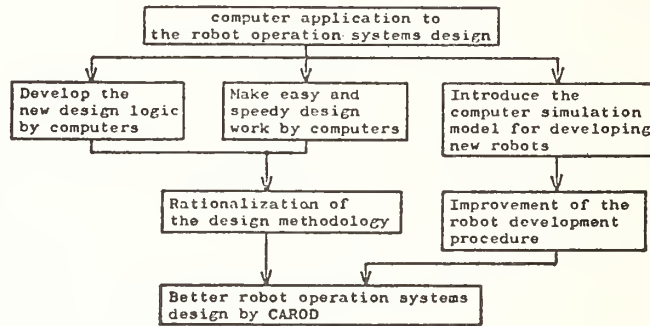 computer application to
the robot operation systems design
Develop the
new design logic
by computers
Make easy and
speedy design
work by computers
Introduce the
computer simulation
model for developing
new robots
Rationalization of
the design methodology
Improvement of the
robot development
procedure
Better robot operation systems
design by CAROD